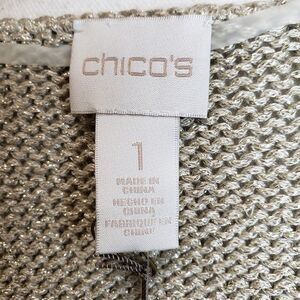 chico's
1
MADE IN
CHINA
HECHO EN
CHINA
FABRIQUÉ EN
CHINE